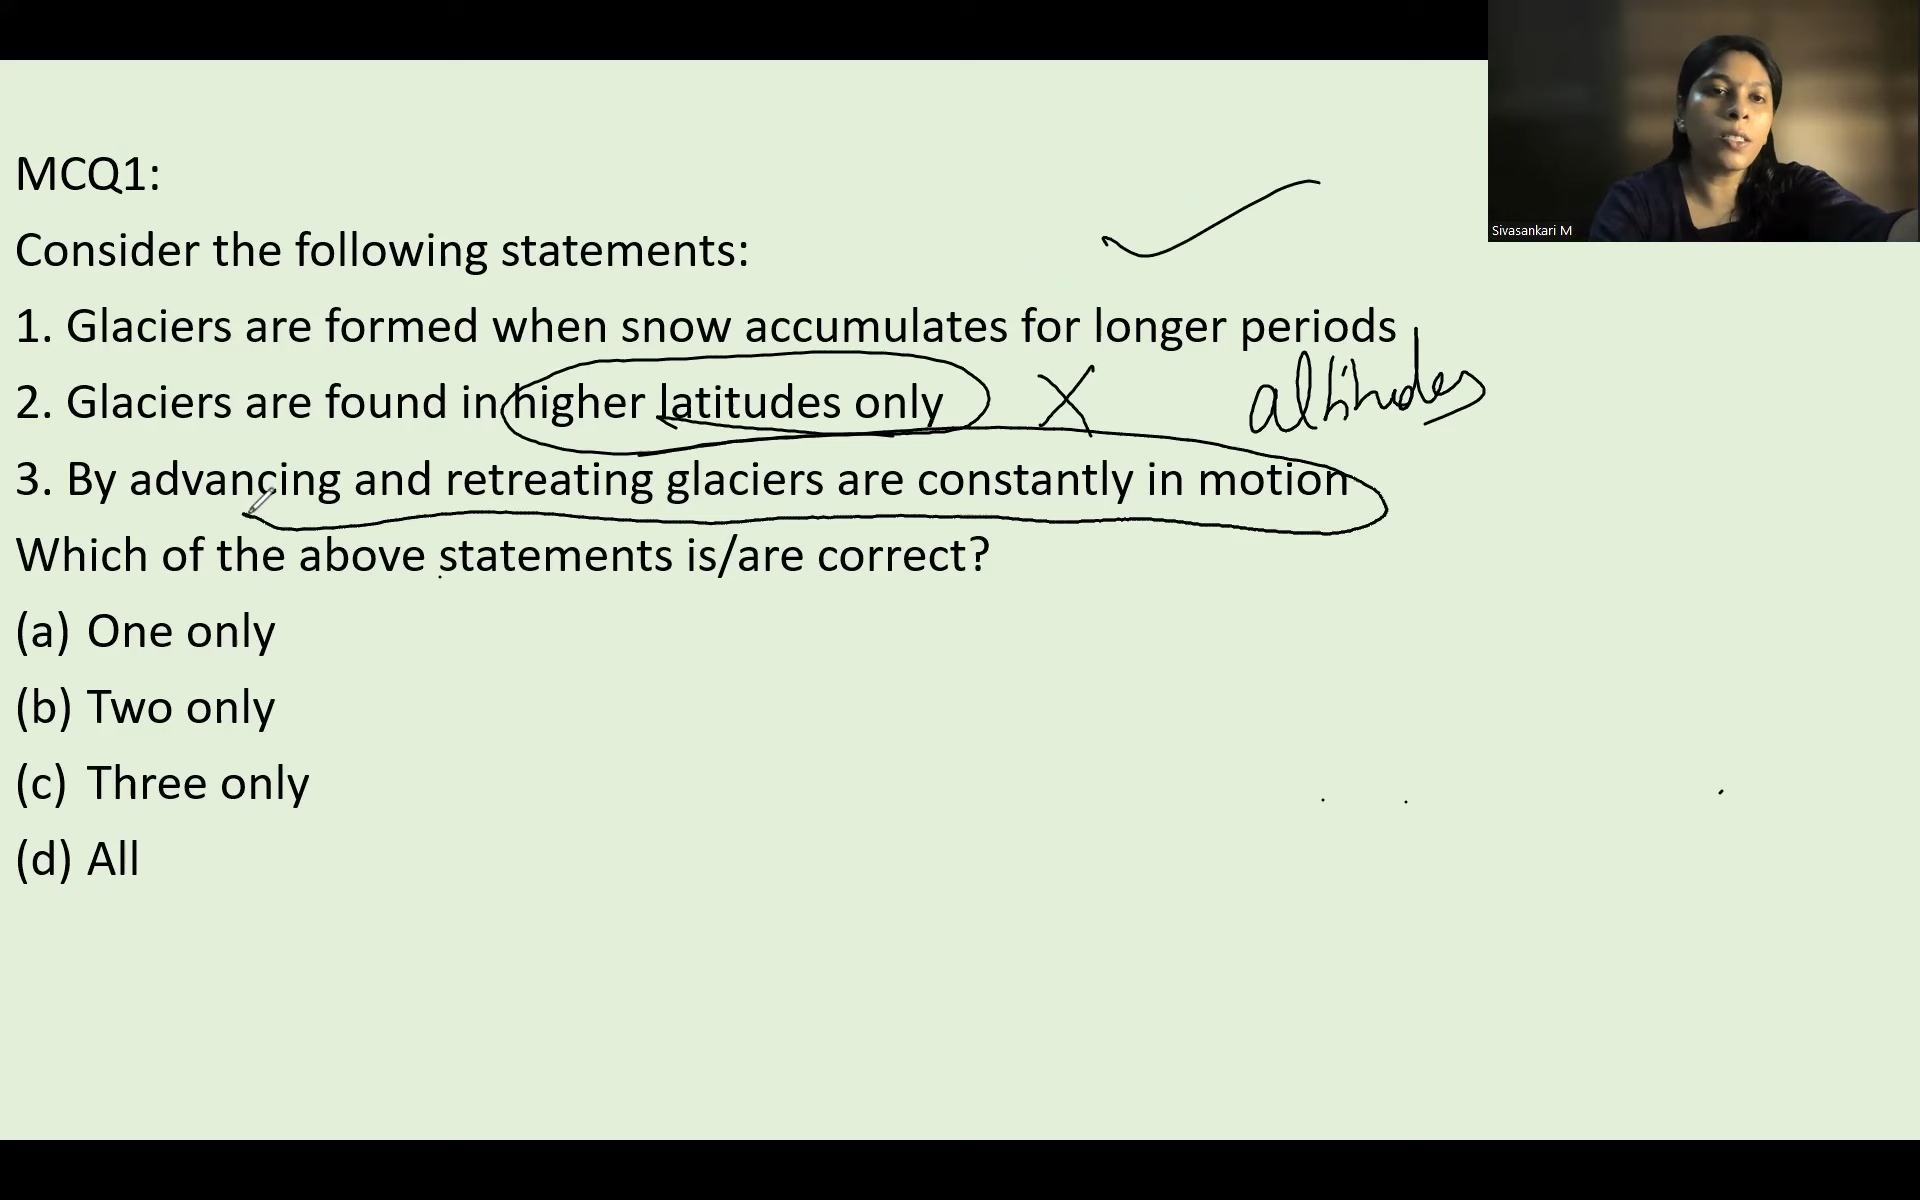 Sivasankari M
MCQ1:
Consider the following statements:
1. Glaciers are formed when snow accumulates for longer periods
2. Glaciers are found in higher latitudes only X altitudes
3. By advancing and retreating glaciers are constantly in motion
Which of the above statements is/are correct?
(a) One only
(b) Two only
(c) Three only
(d) All